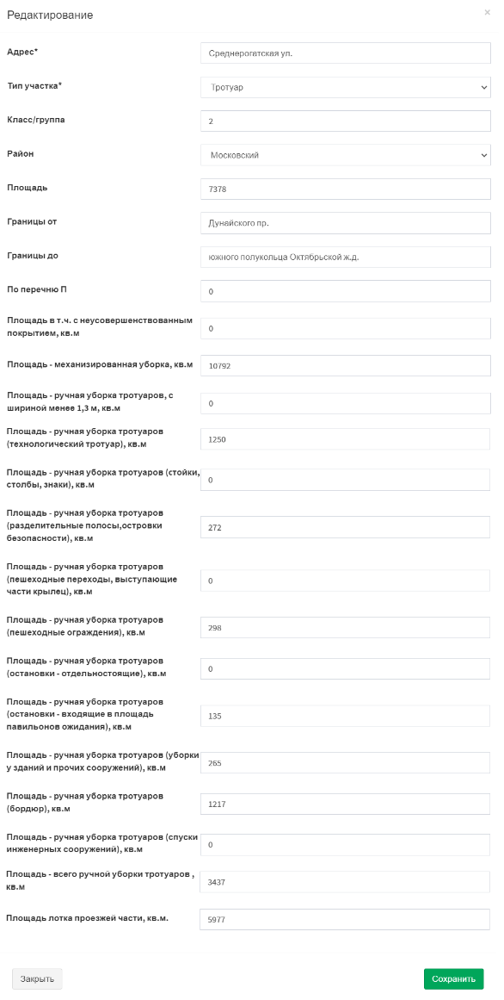 Редактирование
×
Адрес*
Среднерогатская ул.
Тип участка*
Тротуар
Класс/группа
2
Район
Московский
Площадь
7378
Границы от
Дунайского пр.
Границы до
южного полукольца Октябрьской ж.д.
По перечню П
0
Площадь в т.ч. с неусовершенствованным
покрытием, кв.м
0
Площадь - механизированная уборка, кв.м
10792
Площадь - ручная уборка тротуаров, с
шириной менее 1,3 м, кв.м
0
Площадь - ручная уборка тротуаров
(технологический тротуар), кв.м
1250
Площадь - ручная уборка тротуаров (стойки,
столбы, знаки), кв.м
0
Площадь - ручная уборка тротуаров
(разделительные полосы,островки
безопасности), кв.м
272
Площадь - ручная уборка тротуаров
(пешеходные переходы, выступающие
части крылец), кв.м
0
Площадь - ручная уборка тротуаров
(пешеходные ограждения), кв.м
298
Площадь - ручная уборка тротуаров
(остановки - отдельностоящие), кв.м
0
Площадь - ручная уборка тротуаров
(остановки - входящие в площадь
павильонов ожидания), кв.м
135
Площадь - ручная уборка тротуаров (уборки
у зданий и прочих сооружений), кв.м
265
Площадь - ручная уборка тротуаров
(бордюр), кв.м
1217
Площадь - ручная уборка тротуаров (спуски
инженерных сооружений), кв.м
0
Площадь - всего ручной уборки тротуаров ,
кв.м
3437
Площадь лотка проезжей части, кв.м.
5977
Закрыть
Сохранить